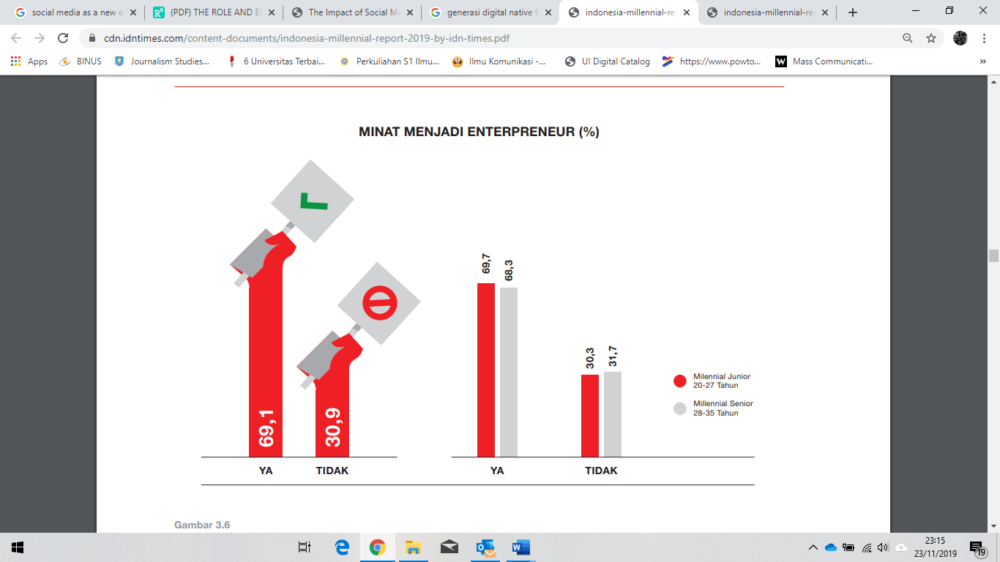 social media as a new e
(PDF) THE ROLE AND EF
The Impact of Social Me
generasi digital native t
indonesia-millennial-re
indonesia-millennial-rep
cdn.idntimes.com/content-documents/indonesia-millennial-report-2019-by-idn-times.pdf
Apps
BINUS
Journalism Studies...
6 Universitas Terbai...
Perkuliahan S1 Ilmu...
Ilmu Komunikasi -...
UI Digital Catalog
https://www.powto...
Mass Communicati...
MINAT MENJADI ENTERPRENEUR (%)
69,1
30,9
YA
TIDAK
69,7
68,3
30,3
31,7
YA
TIDAK
Milennial Junior
20-27 Tahun
Millennial Senior
28-35 Tahun
Gambar 3.6
23:15
23/11/2019
19